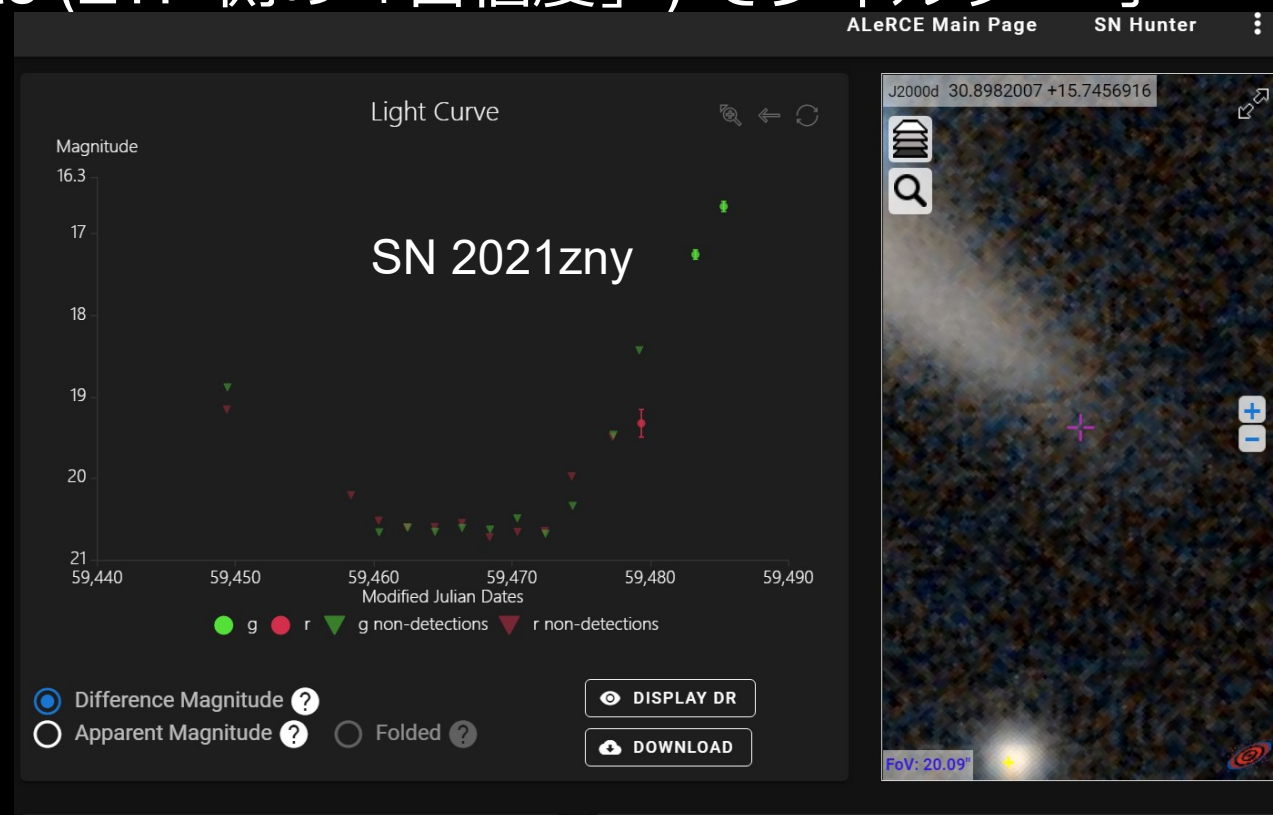 ALeRCE Main Page SN Hunter
Light Curve
J2000d 30.8982007 +15.7456916
Magnitude
16.3
17
SN 2021zny
18
19
20
21
59,440 59,450 59,460 59,470 59,480 59,490
Modified Julian Dates
g r g non-detections r non-detections
Difference Magnitude ?
DISPLAY DR
Apparent Magnitude ? Folded ?
DOWNLOAD
FoV: 20.09"